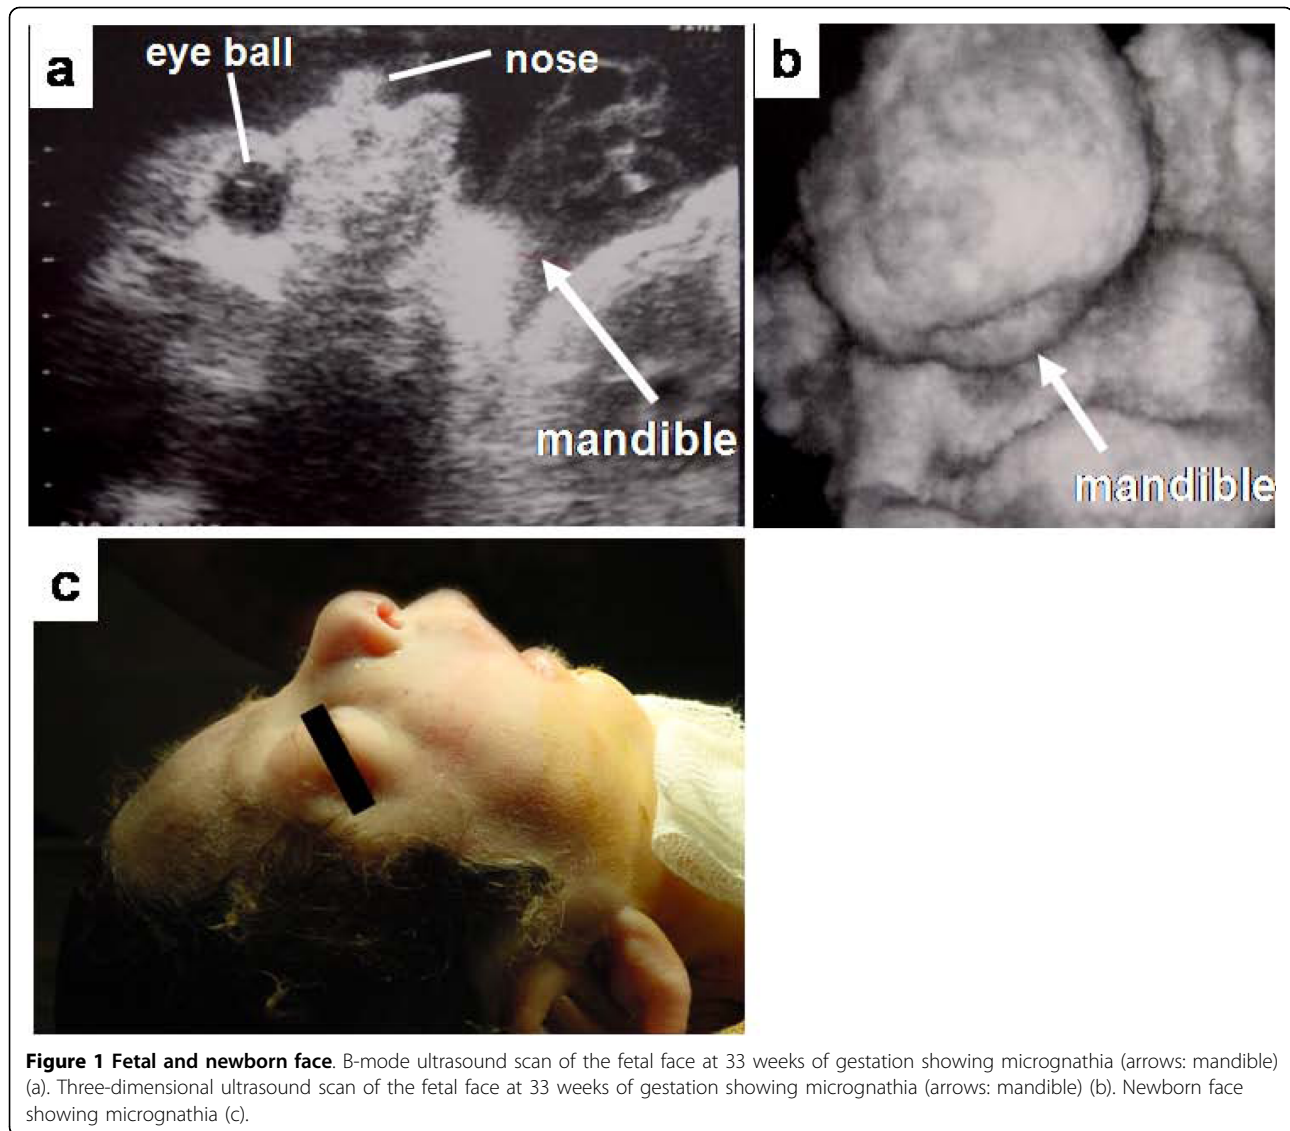 a
eye ball
nose
mandible
b
mandible
c
Figure 1 Fetal and newborn face. B-mode ultrasound scan of the fetal face at 33 weeks of gestation showing micrognathia (arrows: mandible)
(a). Three-dimensional ultrasound scan of the fetal face at 33 weeks of gestation showing micrognathia (arrows: mandible) (b). Newborn face
showing micrognathia (c).